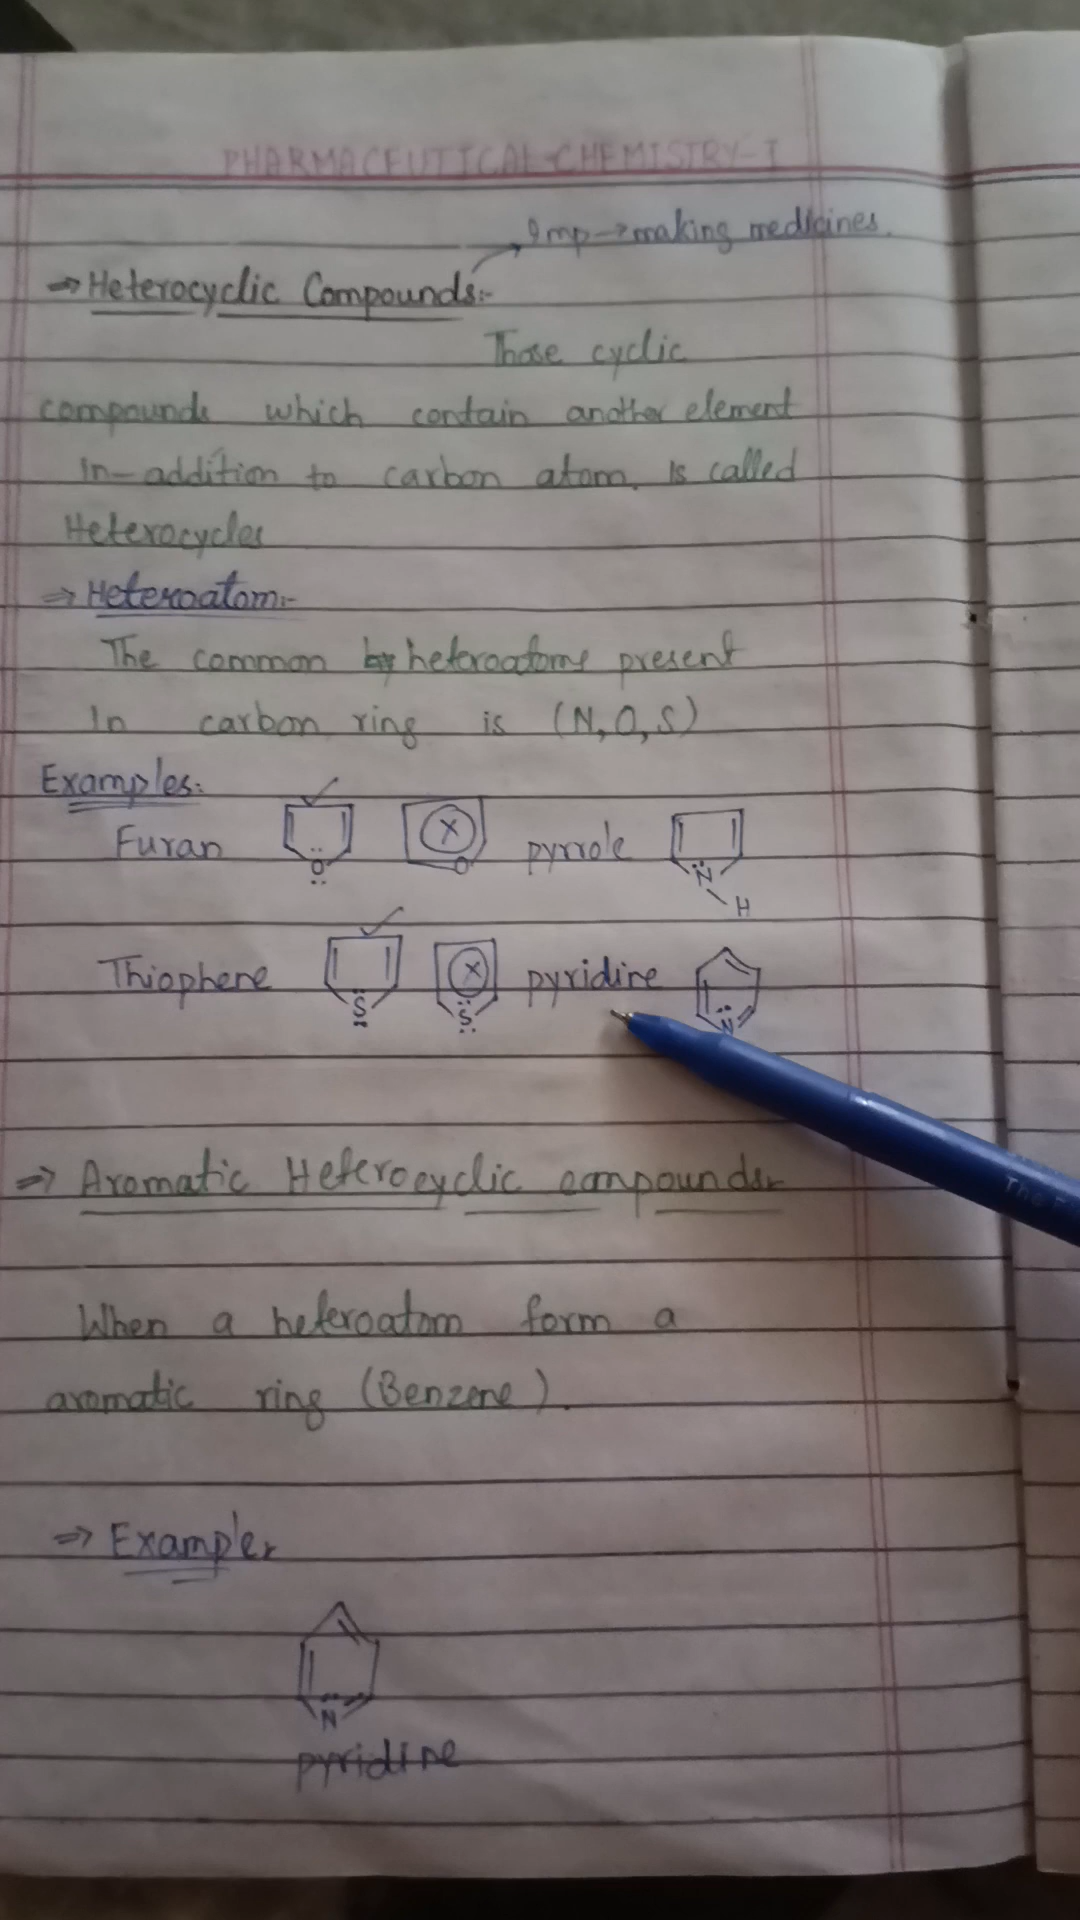 PHARMACEUTICAL CHEMISTRY-I
Imp → making medicines.
⇒ Heterocyclic Compounds:-
Those cyclic
compounds which contain another element
in-addition to carbon atom. Is called
Heterocycles
⇒ Heteroatom:-
The common heteroatoms present
In carbon ring is (N, O, S)
Examples:
Furan O O X pyrrole N H
Thiophene S S X pyridine N
⇒ Aromatic Heterocyclic compounds
When a heteroatom form a
aromatic ring (Benzene).
⇒ Examples
N
pyridine